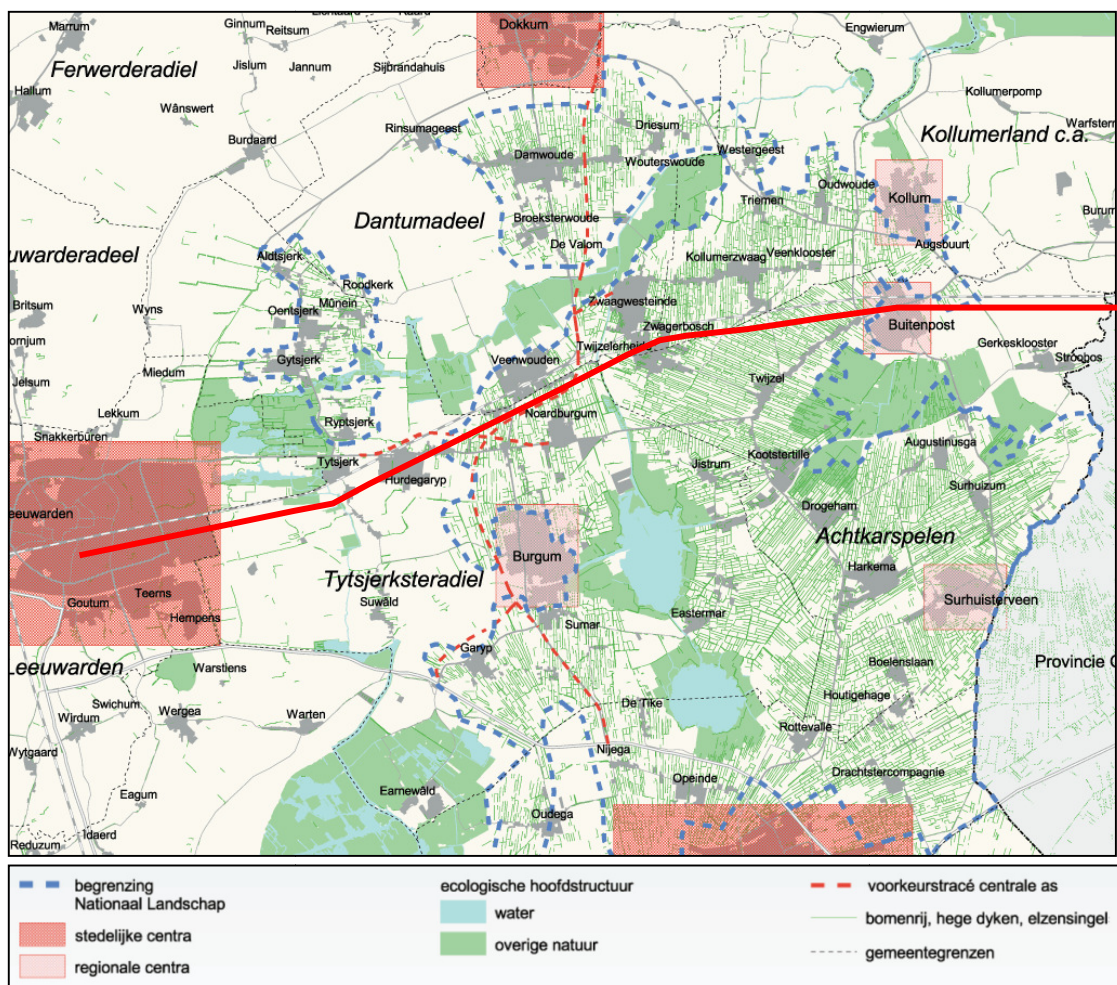 Marrum
Ginnum
Reitsum
Dokkum
Engwierum
Ferwerderadiel
Jislum
Jannum
Sijbrandahuis
Hallum
Wânswert
Kollumerpomp
Rinsumageest
Driesum
Burdaard
Damwoude
Wouterswoude
Westergeest
Kollumerland c.a.
Oudwoude
Kollum
Dantumadeel
Broeksterwoude
Triemen
Burum
De Valom
Augsbuurt
uwarderadeel
Aldtsjerk
Kollumerzwaag
Veenklooster
Roodkerk
Britsum
Wyns
Oentsjerk
Mûnein
Zwaagwesteinde
Zwagerbosch
Buitenpost
ornjum
Twijzelerheide
Gerkesklooster
Stroobos
Miedum
Gytsjerk
Veenwouden
Jelsum
Twijzel
Lekkum
Noardburgum
Snakkerburen
Ryptsjerk
Augustinusga
Tytsjerk
Hurdegaryp
Jistrum
Kootstertille
Surhuizum
Leeuwarden
Drogeham
Achtkarspelen
Burgum
Harkema
Tytsjerksteradiel
Goutum
Teerns
Suwâld
Surhuisterveen
Hempens
Sumar
Eastermar
Leeuwarden
Warstiens
Garyp
Boelenslaan
Provincie
Swichum
De Tike
Houtigehage
Wirdum
Wergea
Warten
Rottevalle
Wytgaard
Nijega
Opeinde
Drachtstercompagnie
Eagum
Earnewâld
Oudega
Idaerd
Reduzum
begrenzing
Nationaal Landschap
stedelijke centra
regionale centra
ecologische hoofdstructuur
water
overige natuur
voorkeurstracé centrale as
bomenrij, hege dyken, elzensingel
gemeentegrenzen